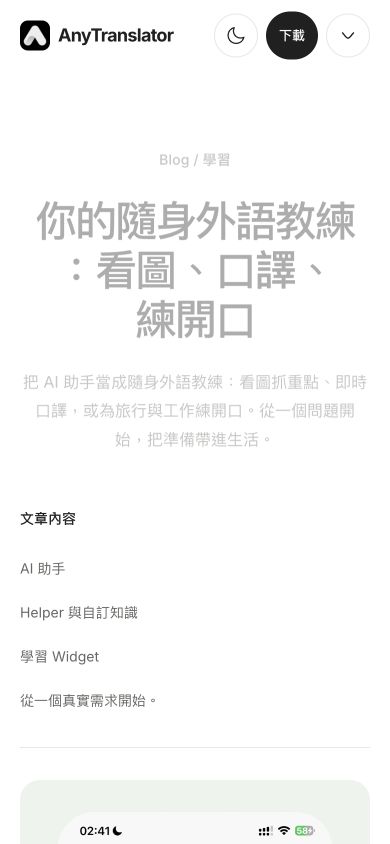 AnyTranslator
下載
Blog / 學習
你的隨身外語教練
：看圖、口譯、
練開口
把 AI 助手當成隨身外語教練：看圖抓重點、即時
口譯，或為旅行與工作練開口。從一個問題開
始，把準備帶進生活。
文章內容
AI 助手
Helper 與自訂知識
學習 Widget
從一個真實需求開始。
02:41
58